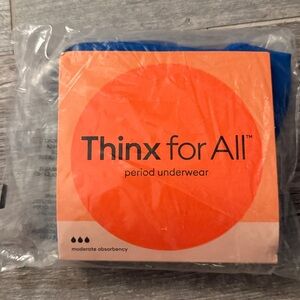 Thinx for All™
period underwear
moderate absorbency